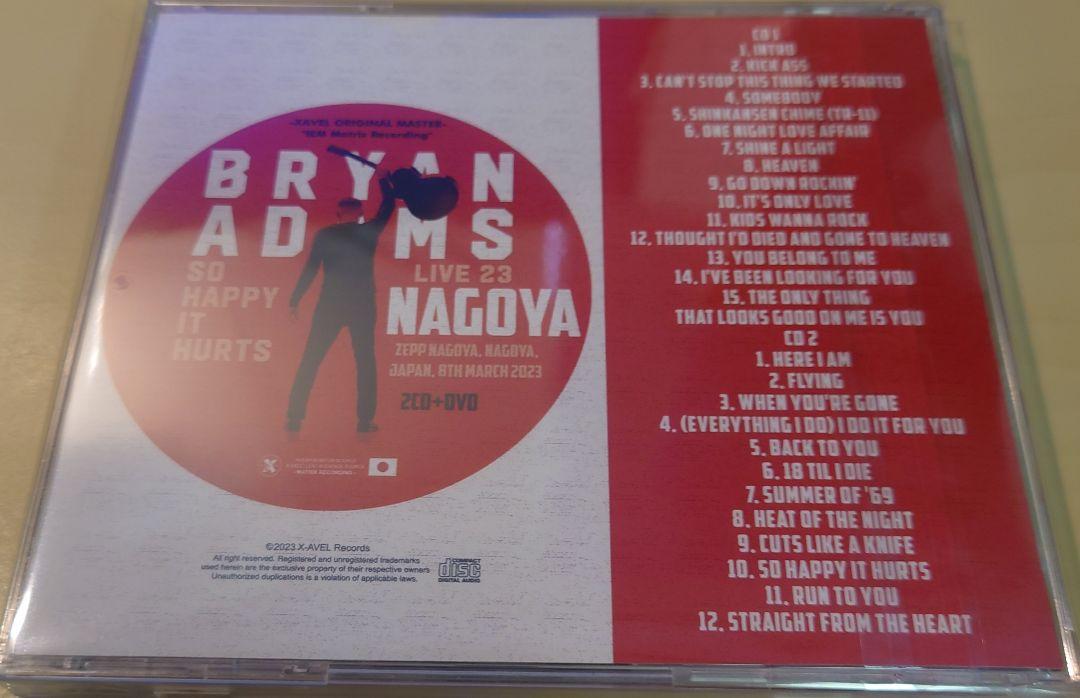 -XAVEL ORIGINAL MASTER-
"IEM Matrix Recording"
BRYAN
ADAMS
SO
HAPPY
IT
HURTS
LIVE 23
NAGOYA
ZEPP NAGOYA, NAGOYA,
JAPAN, 8TH MARCH 2023
2CD+DVD
X
- MATRIX RECORDING -
©2023 X-AVEL Records
All right reserved. Registered and unregistered trademarks
used herein are the exclusive property of their respective owners
Unauthorized duplications is a violation of applicable laws.
COMPACT
disc
DIGITAL AUDIO
CD 1
1. INTRO
2. KICK ASS
3. CAN'T STOP THIS THING WE STARTED
4. SOMEBODY
5. SHINKANSEN CHIME (TR-11)
6. ONE NIGHT LOVE AFFAIR
7. SHINE A LIGHT
8. HEAVEN
9. GO DOWN ROCKIN'
10. IT'S ONLY LOVE
11. KIDS WANNA ROCK
12. THOUGHT I'D DIED AND GONE TO HEAVEN
13. YOU BELONG TO ME
14. I'VE BEEN LOOKING FOR YOU
15. THE ONLY THING
THAT LOOKS GOOD ON ME IS YOU
CD 2
1. HERE I AM
2. FLYING
3. WHEN YOU'RE GONE
4. (EVERYTHING I DO) I DO IT FOR YOU
5. BACK TO YOU
6. 18 TIL I DIE
7. SUMMER OF '69
8. HEAT OF THE NIGHT
9. CUTS LIKE A KNIFE
10. SO HAPPY IT HURTS
11. RUN TO YOU
12. STRAIGHT FROM THE HEART